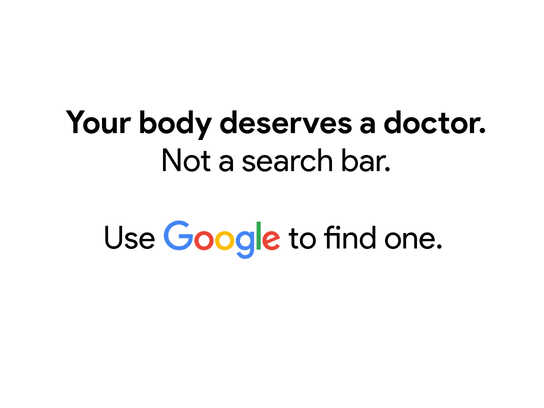 Your body deserves a doctor.
Not a search bar.
Use Google to find one.